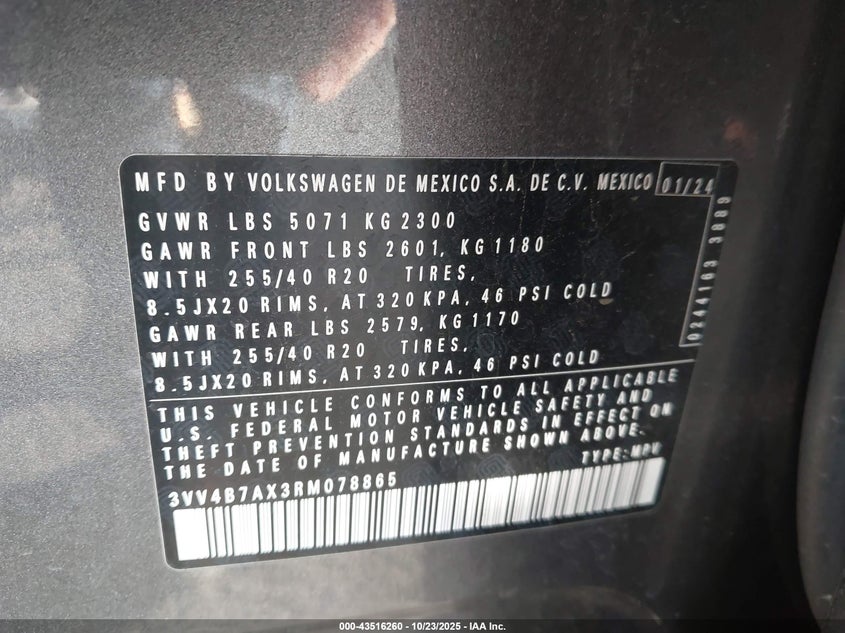 MFD BY VOLKSWAGEN DE MEXICO S.A. DE C.V. MEXICO 01/24
GVWR LBS 5071 KG 2300
GAWR FRONT LBS 2601, KG 1180
WITH 255/40 R20 TIRES,
8.5JX20 RIMS, AT 320 KPA, 46 PSI COLD
GAWR REAR LBS 2579, KG 1170
WITH 255/40 R20 TIRES,
8.5JX20 RIMS, AT 320 KPA, 46 PSI COLD
0244163 3889
THIS VEHICLE CONFORMS TO ALL APPLICABLE
U.S. FEDERAL MOTOR VEHICLE SAFETY AND
THEFT PREVENTION STANDARDS IN EFFECT ON
THE DATE OF MANUFACTURE SHOWN ABOVE.
TYPE: MPV
3VV4B7AX3RM078865
000-43516260 - 10/23/2025 - IAA Inc.